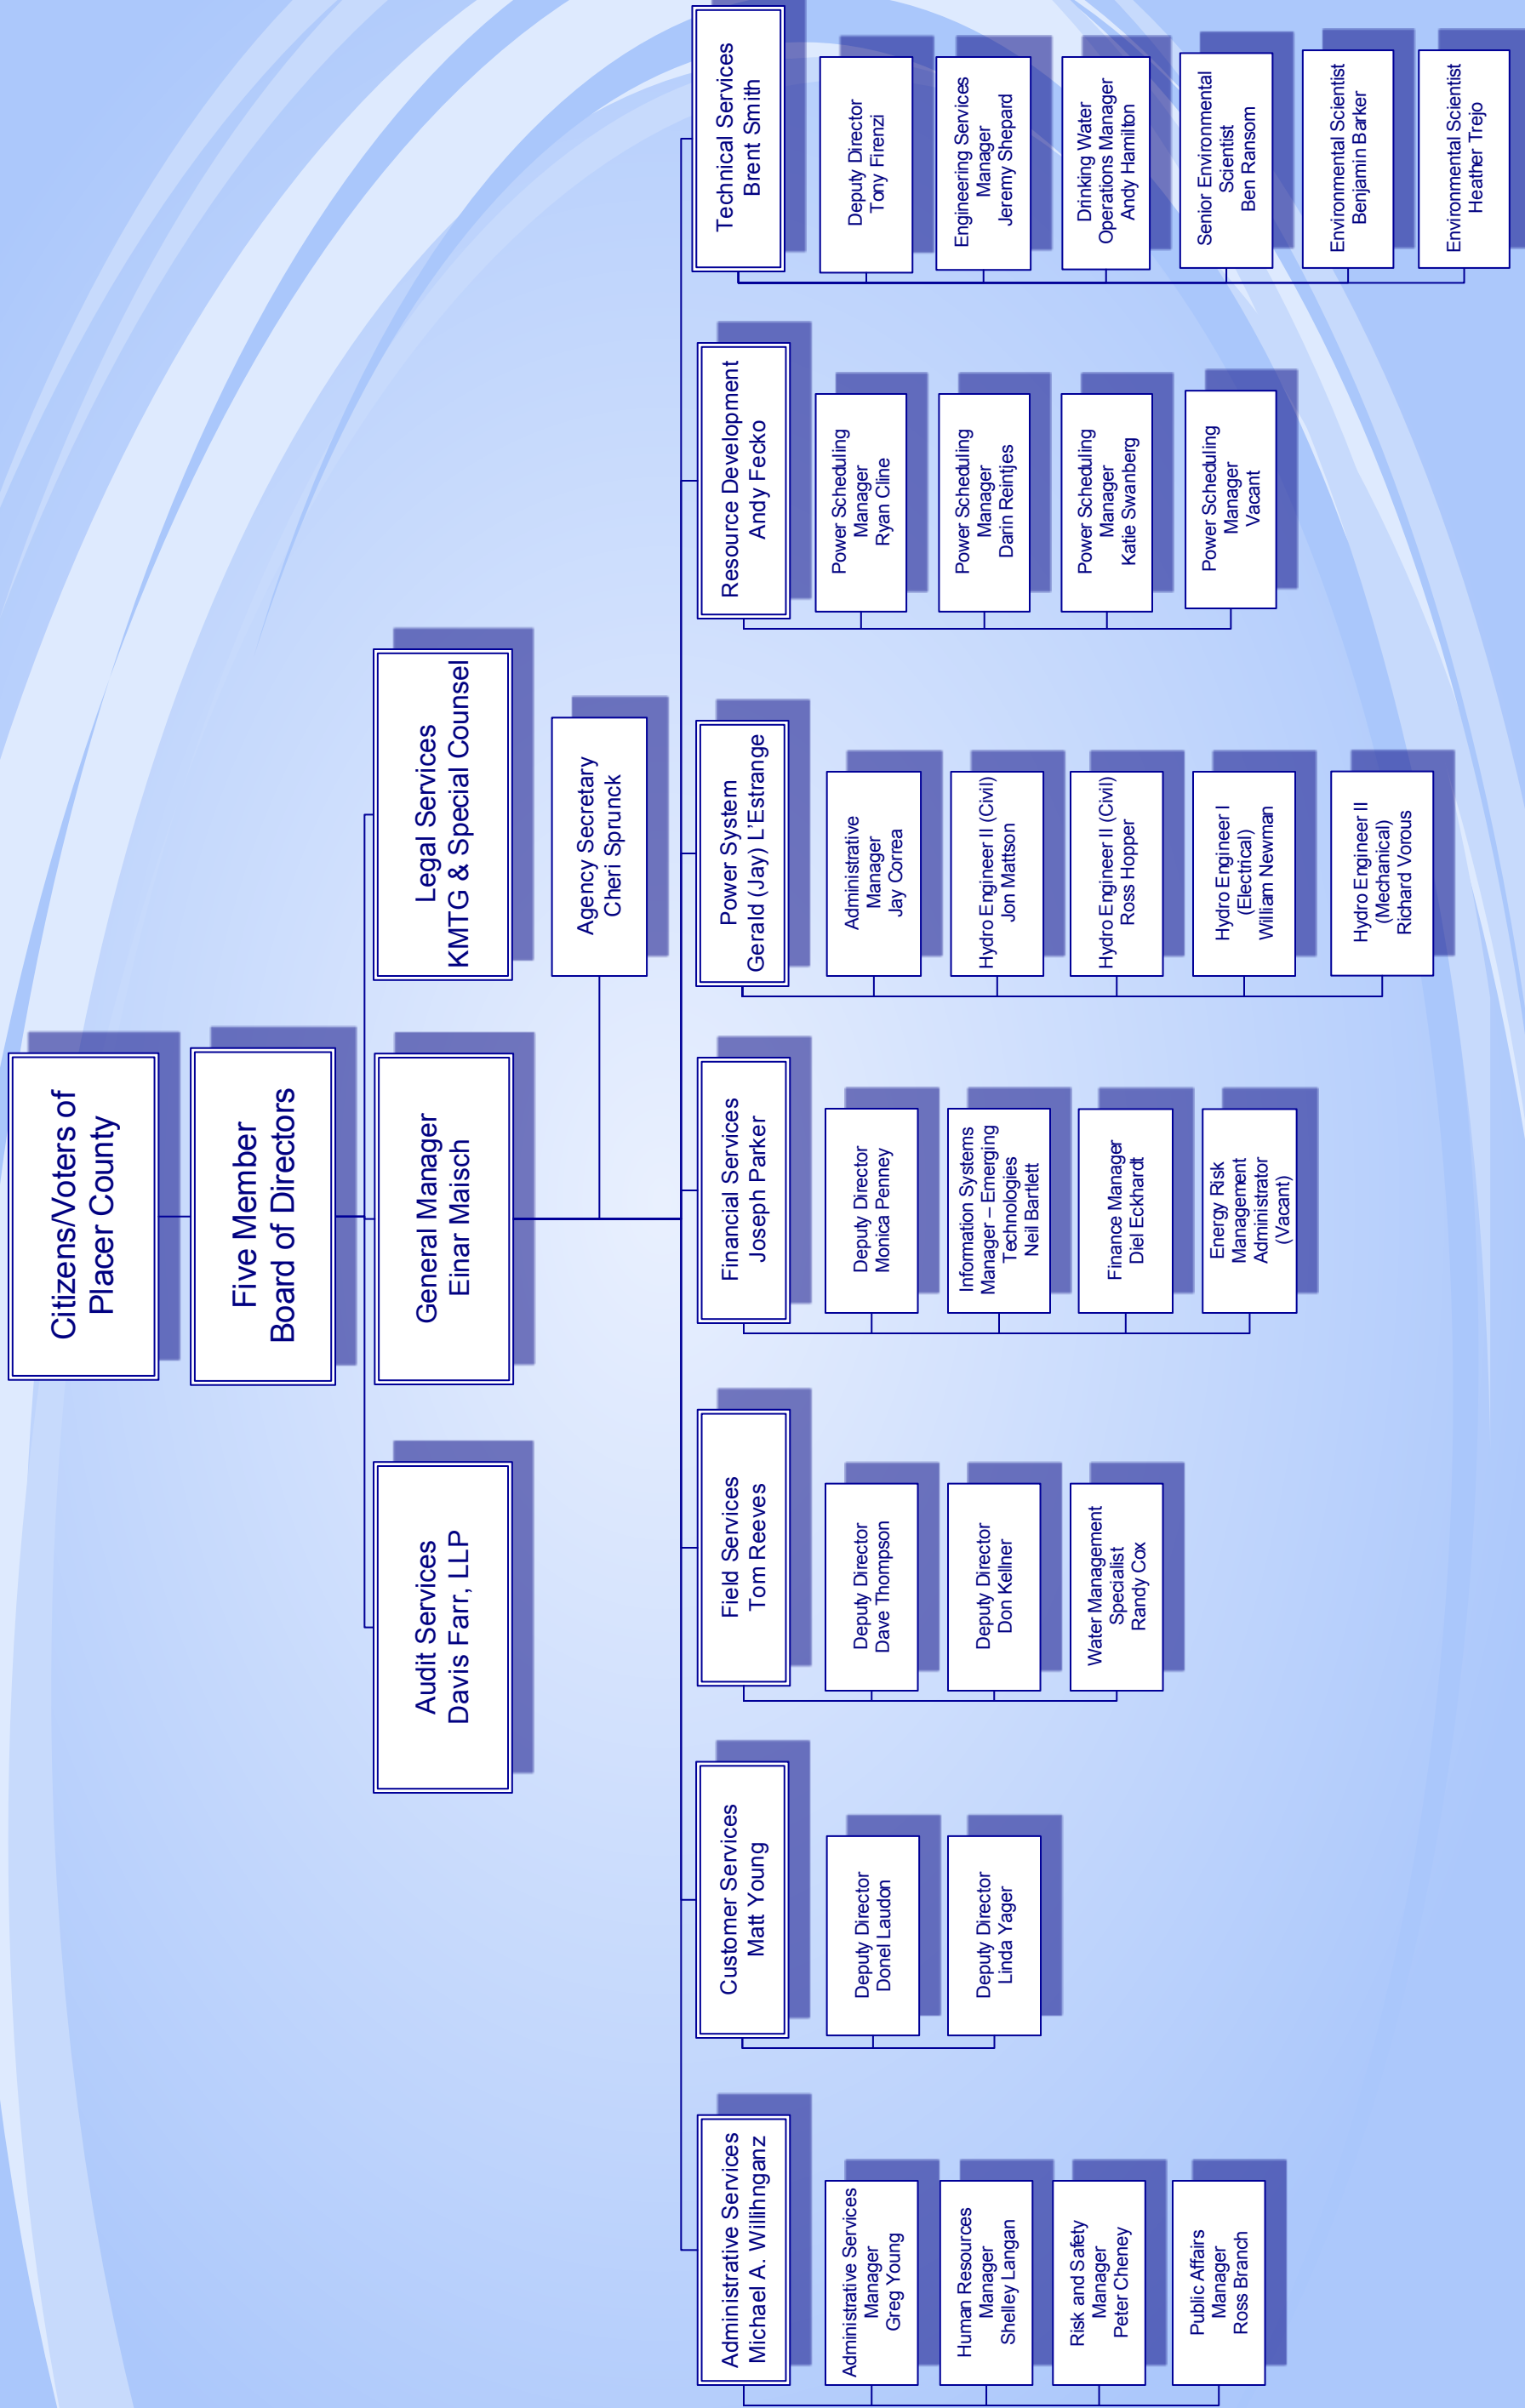 Citizens/Voters of
Placer County
Five Member
Board of Directors
Audit Services
Davis Farr, LLP
General Manager
Einar Maisch
Legal Services
KMTG & Special Counsel
Agency Secretary
Cheri Sprunck
Administrative Services
Michael A. Willihnganz
Administrative Services
Manager
Greg Young
Human Resources
Manager
Shelley Langan
Risk and Safety
Manager
Peter Cheney
Public Affairs
Manager
Ross Branch
Customer Services
Matt Young
Deputy Director
Donel Laudon
Deputy Director
Linda Yager
Field Services
Tom Reeves
Deputy Director
Dave Thompson
Deputy Director
Don Kellner
Water Management
Specialist
Randy Cox
Financial Services
Joseph Parker
Deputy Director
Monica Penney
Information Systems
Manager – Emerging
Technologies
Neil Bartlett
Finance Manager
Diel Eckhardt
Energy Risk
Management
Administrator
(Vacant)
Power System
Gerald (Jay) L'Estrange
Administrative
Manager
Jay Correa
Hydro Engineer II (Civil)
Jon Mattson
Hydro Engineer II (Civil)
Ross Hopper
Hydro Engineer I
(Electrical)
William Newman
Hydro Engineer II
(Mechanical)
Richard Vorous
Resource Development
Andy Fecko
Power Scheduling
Manager
Ryan Cline
Power Scheduling
Manager
Darin Reintjes
Power Scheduling
Manager
Katie Swanberg
Power Scheduling
Manager
Vacant
Technical Services
Brent Smith
Deputy Director
Tony Firenzi
Engineering Services
Manager
Jeremy Shepard
Drinking Water
Operations Manager
Andy Hamilton
Senior Environmental
Scientist
Ben Ransom
Environmental Scientist
Benjamin Barker
Environmental Scientist
Heather Trejo